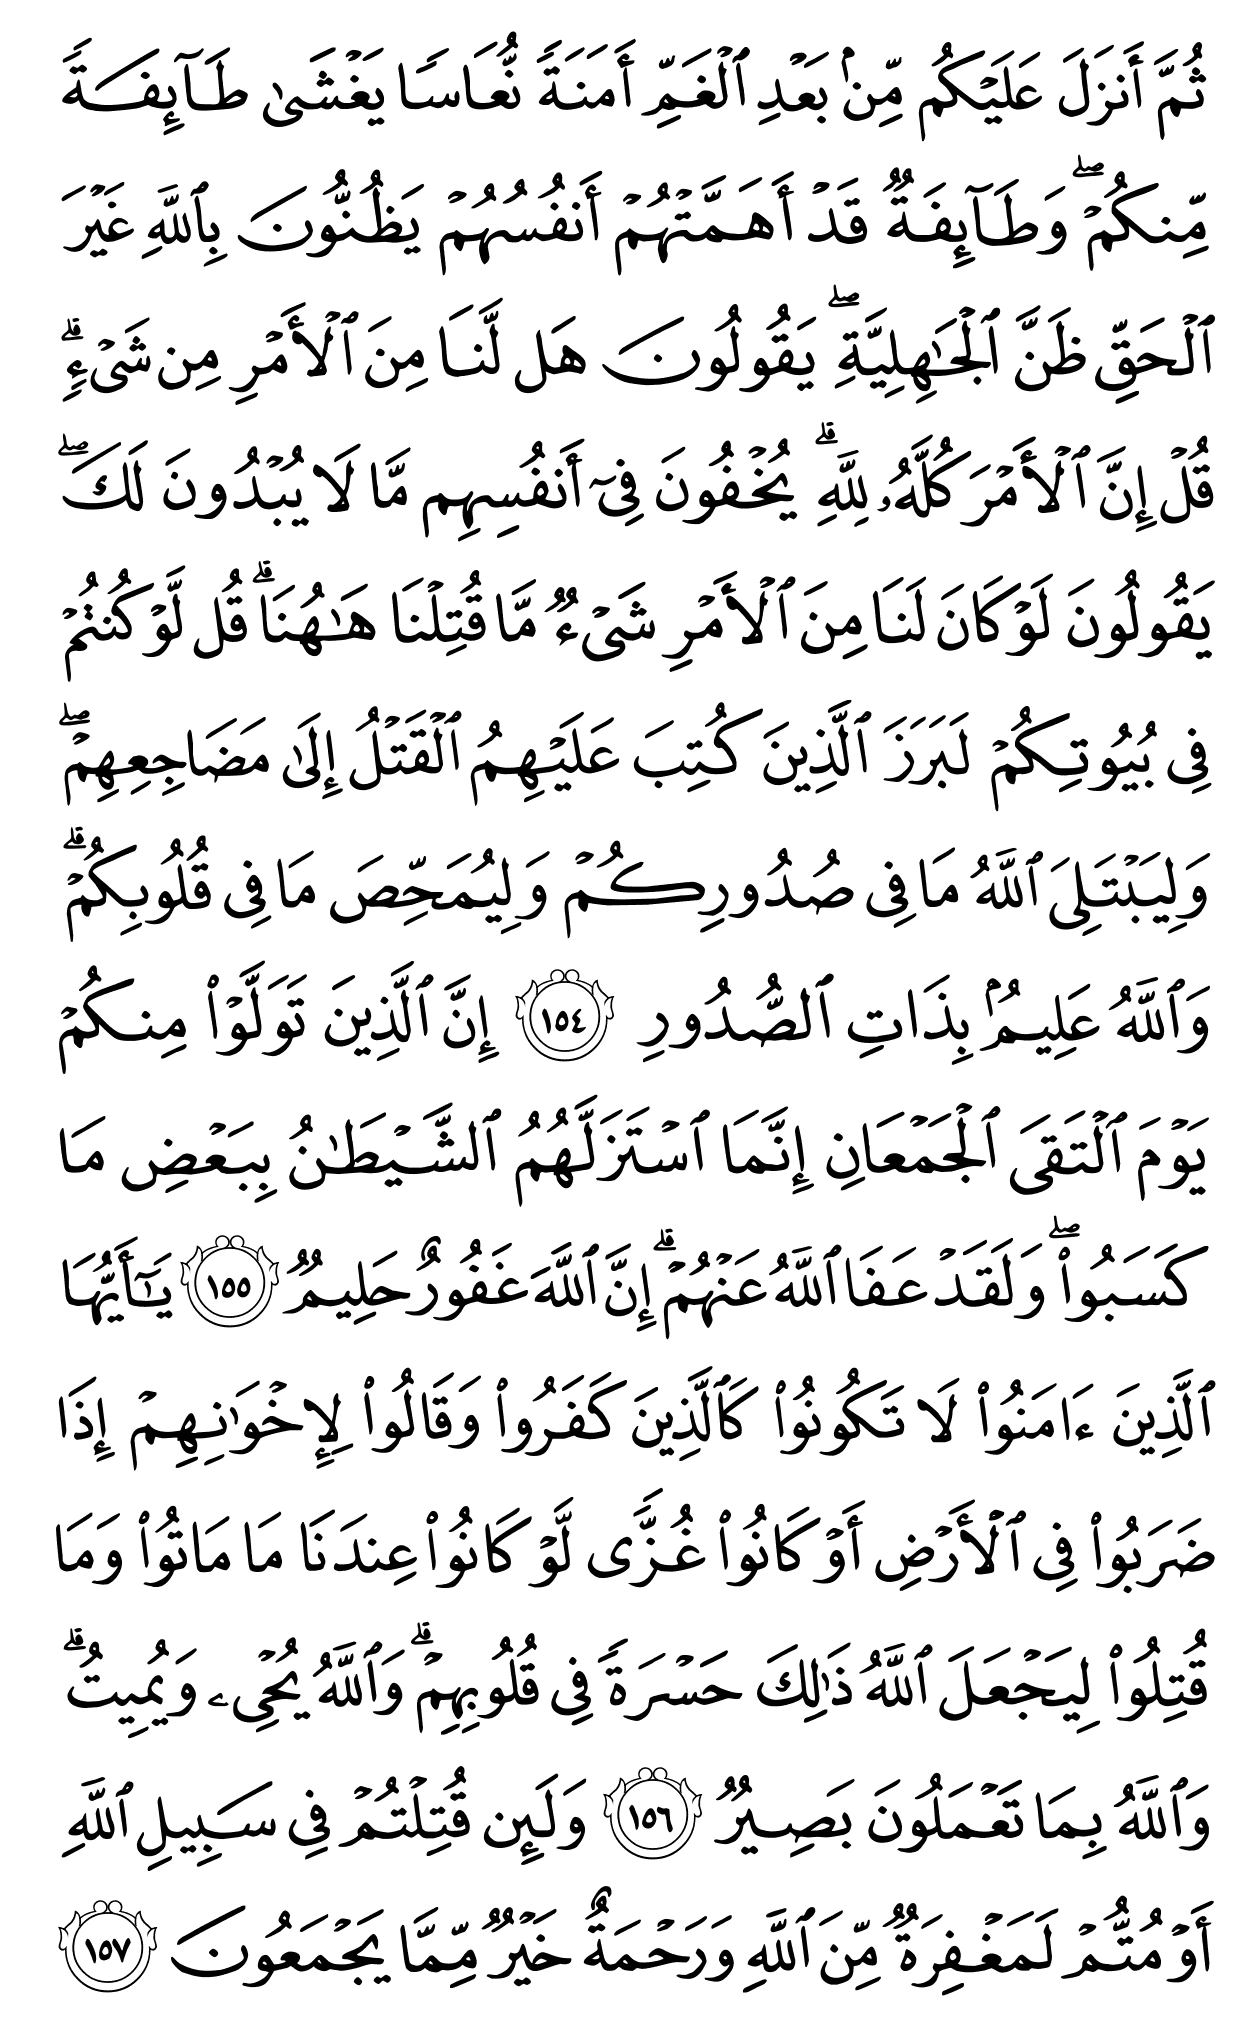 ثُمَّ أَنزَلَ عَلَيۡكُم مِّنۢ بَعۡدِ ٱلۡغَمِّ أَمَنَةٗ نُّعَاسٗا يَغۡشَىٰ طَآئِفَةٗ
مِّنكُمۡۖ وَطَآئِفَةٞ قَدۡ أَهَمَّتۡهُمۡ أَنفُسُهُمۡ يَظُنُّونَ بِٱللَّهِ غَيۡرَ
ٱلۡحَقِّ ظَنَّ ٱلۡجَٰهِلِيَّةِۖ يَقُولُونَ هَل لَّنَا مِنَ ٱلۡأَمۡرِ مِن شَيۡءٖۗ
قُلۡ إِنَّ ٱلۡأَمۡرَ كُلَّهُۥ لِلَّهِۗ يُخۡفُونَ فِيٓ أَنفُسِهِم مَّا لَا يُبۡدُونَ لَكَۖ
يَقُولُونَ لَوۡ كَانَ لَنَا مِنَ ٱلۡأَمۡرِ شَيۡءٞ مَّا قُتِلۡنَا هَٰهُنَاۗ قُل لَّوۡ كُنتُمۡ
فِي بُيُوتِكُمۡ لَبَرَزَ ٱلَّذِينَ كُتِبَ عَلَيۡهِمُ ٱلۡقَتۡلُ إِلَىٰ مَضَاجِعِهِمۡۖ
وَلِيَبۡتَلِيَ ٱللَّهُ مَا فِي صُدُورِكُمۡ وَلِيُمَحِّصَ مَا فِي قُلُوبِكُمۡۚ
وَٱللَّهُ عَلِيمُۢ بِذَاتِ ٱلصُّدُورِ ١٥٤ إِنَّ ٱلَّذِينَ تَوَلَّوۡاْ مِنكُمۡ
يَوۡمَ ٱلۡتَقَى ٱلۡجَمۡعَانِ إِنَّمَا ٱسۡتَزَلَّهُمُ ٱلشَّيۡطَٰنُ بِبَعۡضِ مَا
كَسَبُواْۖ وَلَقَدۡ عَفَا ٱللَّهُ عَنۡهُمۡۗ إِنَّ ٱللَّهَ غَفُورٌ حَلِيمٞ ١٥٥ يَٰٓأَيُّهَا
ٱلَّذِينَ ءَامَنُواْ لَا تَكُونُواْ كَٱلَّذِينَ كَفَرُواْ وَقَالُواْ لِإِخۡوَٰنِهِمۡ إِذَا
ضَرَبُواْ فِي ٱلۡأَرۡضِ أَوۡ كَانُواْ غُزّٗى لَّوۡ كَانُواْ عِندَنَا مَا مَاتُواْ وَمَا
قُتِلُواْ لِيَجۡعَلَ ٱللَّهُ ذَٰلِكَ حَسۡرَةٗ فِي قُلُوبِهِمۡۗ وَٱللَّهُ يُحۡيِۦ وَيُمِيتُۗ
وَٱللَّهُ بِمَا تَعۡمَلُونَ بَصِيرٞ ١٥٦ وَلَئِن قُتِلۡتُمۡ فِي سَبِيلِ ٱللَّهِ
أَوۡ مُتُّمۡ لَمَغۡفِرَةٞ مِّنَ ٱللَّهِ وَرَحۡمَةٌ خَيۡرٞ مِّمَّا يَجۡمَعُونَ ١٥٧